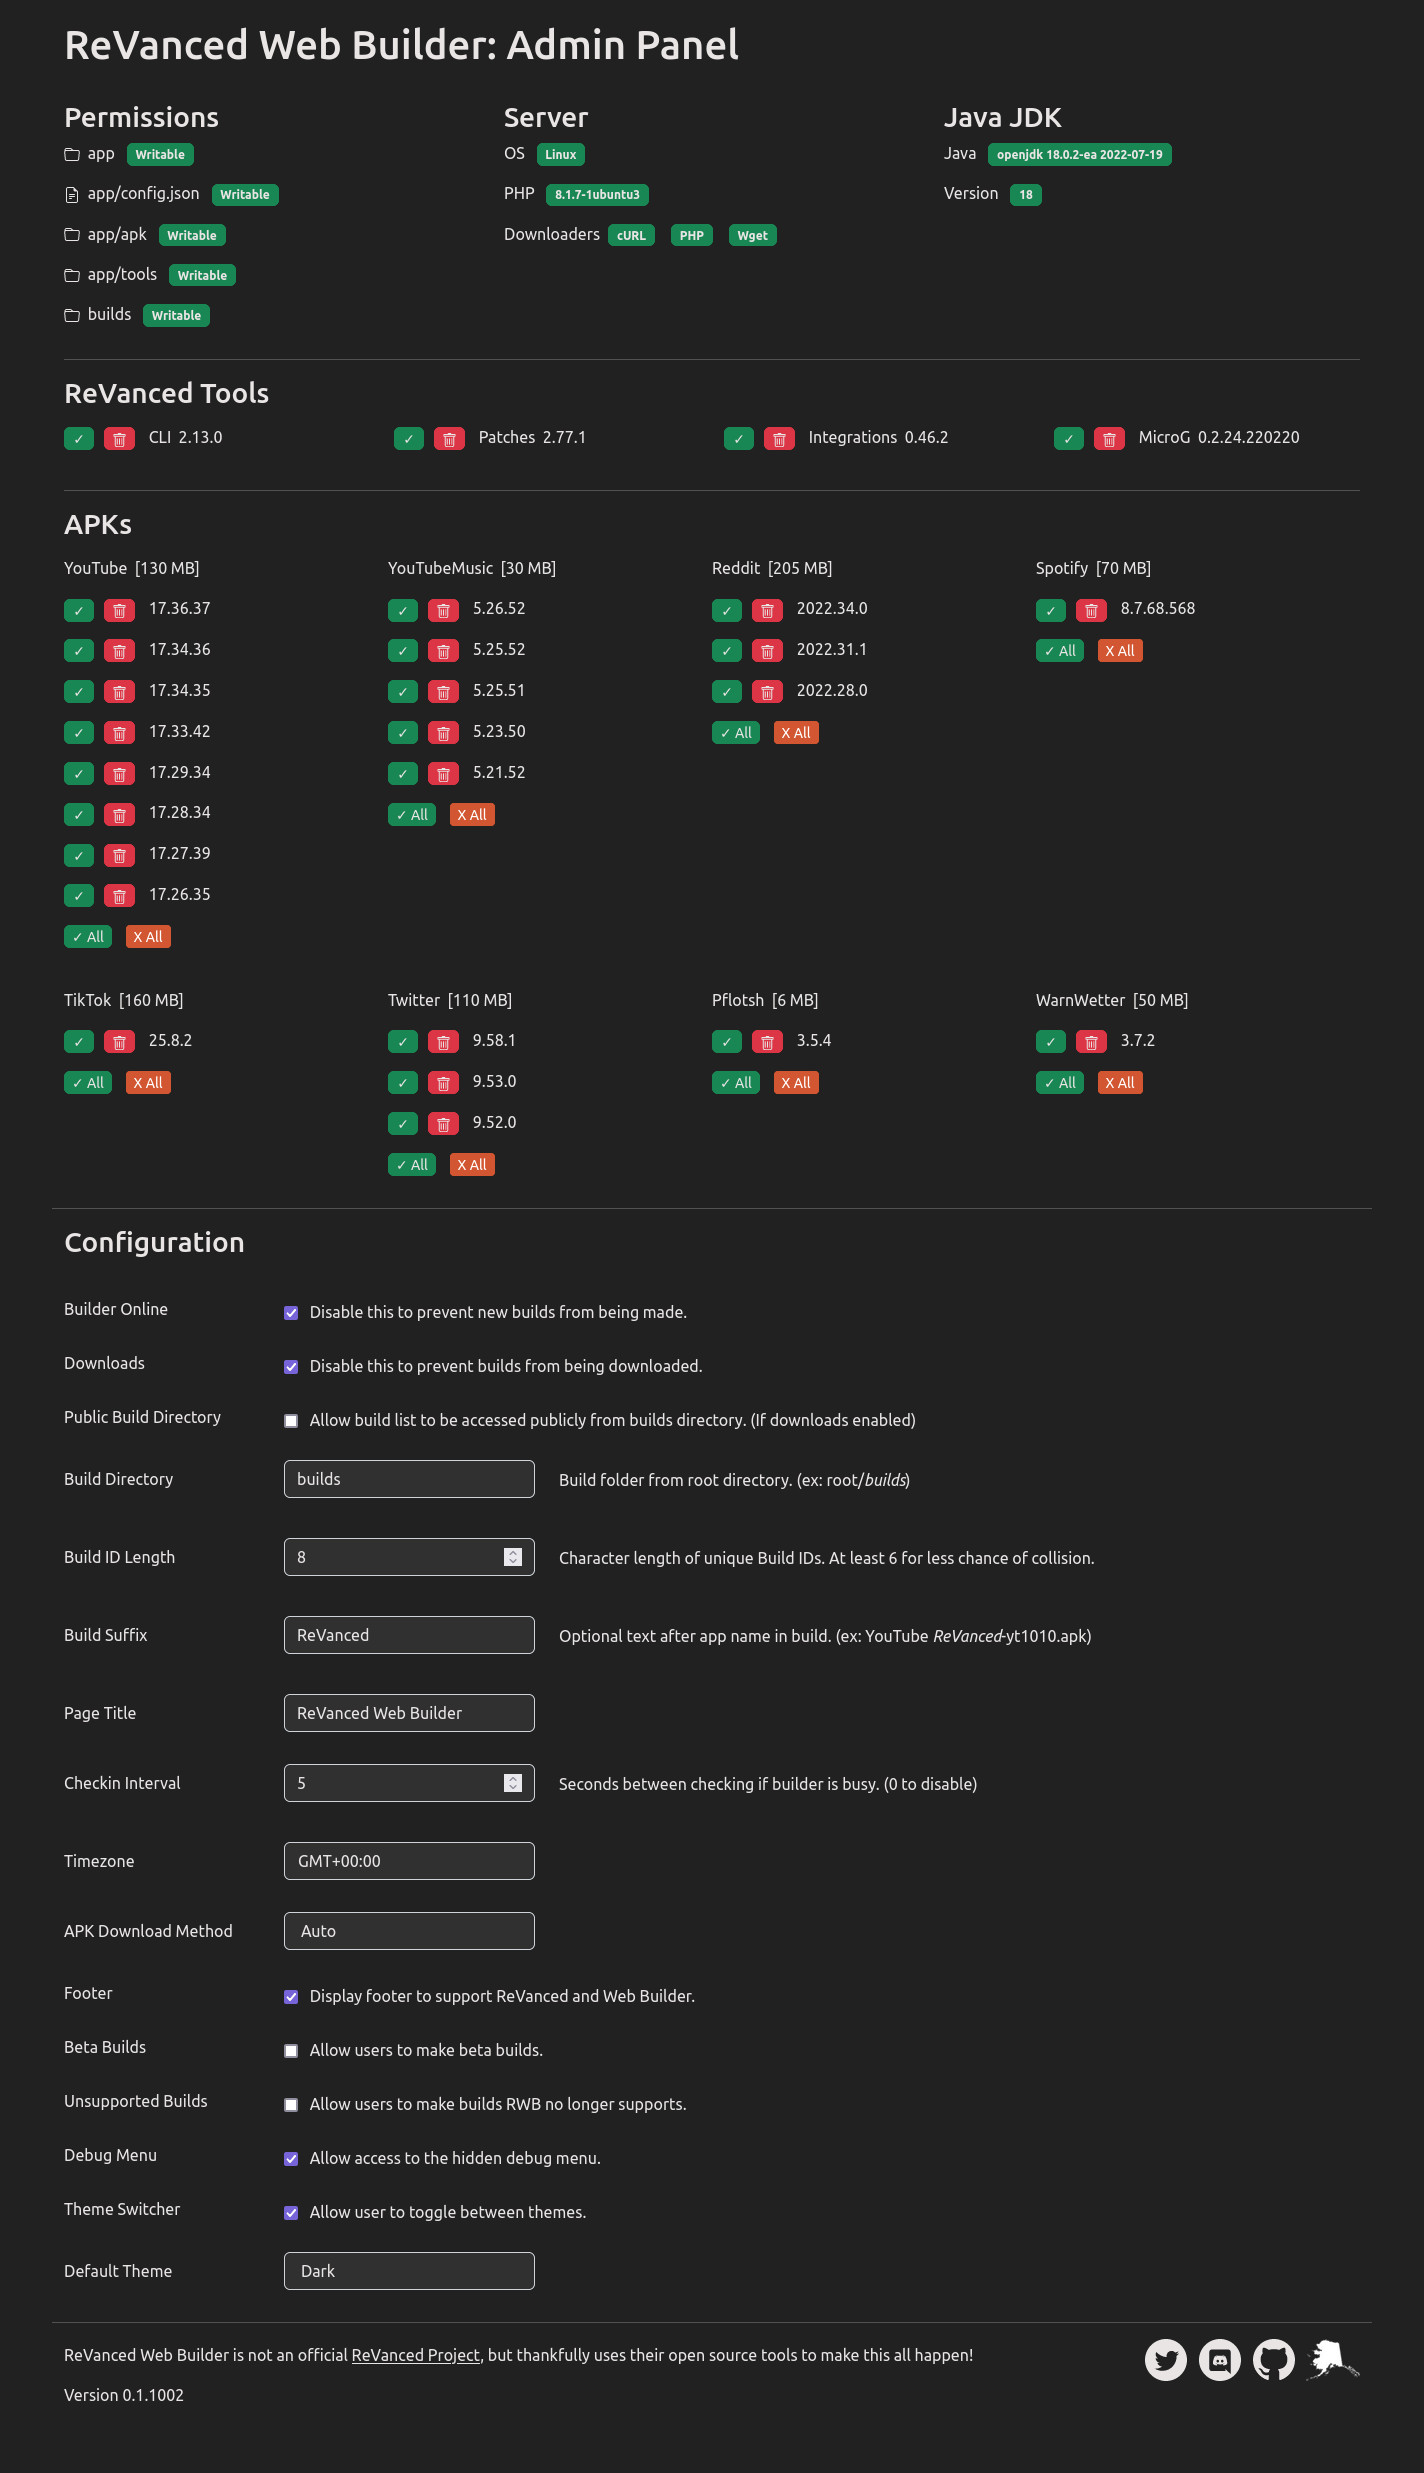 ReVanced Web Builder: Admin Panel
Permissions
app Writable
app/config.json Writable
app/apk Writable
app/tools Writable
builds Writable
Server
OS Linux
PHP 8.1.7-1ubuntu3
Downloaders cURL PHP Wget
Java JDK
Java openjdk 18.0.2-ea 2022-07-19
Version 18
ReVanced Tools
✓ CLI 2.13.0
✓ Patches 2.77.1
✓ Integrations 0.46.2
✓ MicroG 0.2.24.220220
APKs
YouTube [130 MB]
✓ 17.36.37
✓ 17.34.36
✓ 17.34.35
✓ 17.33.42
✓ 17.29.34
✓ 17.28.34
✓ 17.27.39
✓ 17.26.35
✓ All X All
YouTubeMusic [30 MB]
✓ 5.26.52
✓ 5.25.52
✓ 5.25.51
✓ 5.23.50
✓ 5.21.52
✓ All X All
Reddit [205 MB]
✓ 2022.34.0
✓ 2022.31.1
✓ 2022.28.0
✓ All X All
Spotify [70 MB]
✓ 8.7.68.568
✓ All X All
TikTok [160 MB]
✓ 25.8.2
✓ All X All
Twitter [110 MB]
✓ 9.58.1
✓ 9.53.0
✓ 9.52.0
✓ All X All
Pflotsh [6 MB]
✓ 3.5.4
✓ All X All
WarnWetter [50 MB]
✓ 3.7.2
✓ All X All
Configuration
Builder Online Disable this to prevent new builds from being made.
Downloads Disable this to prevent builds from being downloaded.
Public Build Directory Allow build list to be accessed publicly from builds directory. (If downloads enabled)
Build Directory builds Build folder from root directory. (ex: root/builds)
Build ID Length 8 Character length of unique Build IDs. At least 6 for less chance of collision.
Build Suffix ReVanced Optional text after app name in build. (ex: YouTube ReVanced-yt1010.apk)
Page Title ReVanced Web Builder
Checkin Interval 5 Seconds between checking if builder is busy. (0 to disable)
Timezone GMT+00:00
APK Download Method Auto
Footer Display footer to support ReVanced and Web Builder.
Beta Builds Allow users to make beta builds.
Unsupported Builds Allow users to make builds RWB no longer supports.
Debug Menu Allow access to the hidden debug menu.
Theme Switcher Allow user to toggle between themes.
Default Theme Dark
ReVanced Web Builder is not an official ReVanced Project, but thankfully uses their open source tools to make this all happen!
Version 0.1.1002